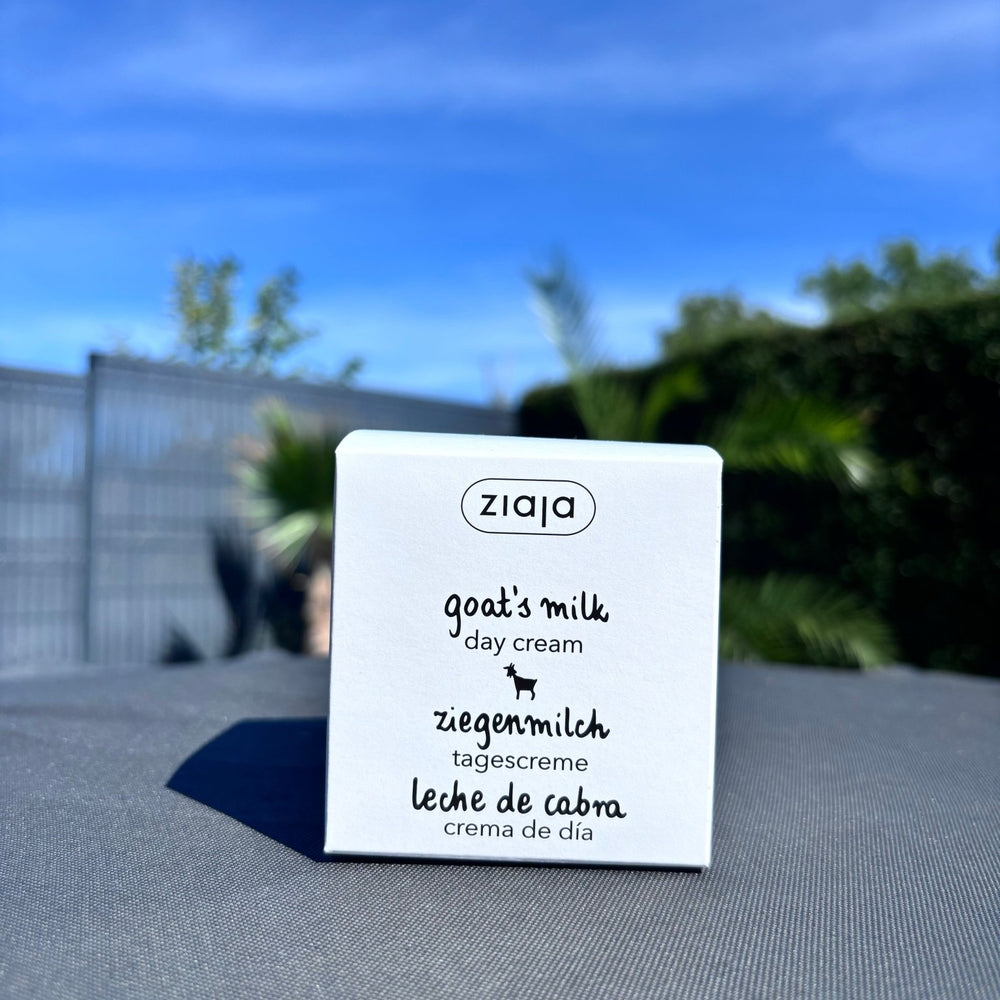 ziaja
goat's milk
day cream
ziegenmilch
tagescreme
leche de cabra
crema de día